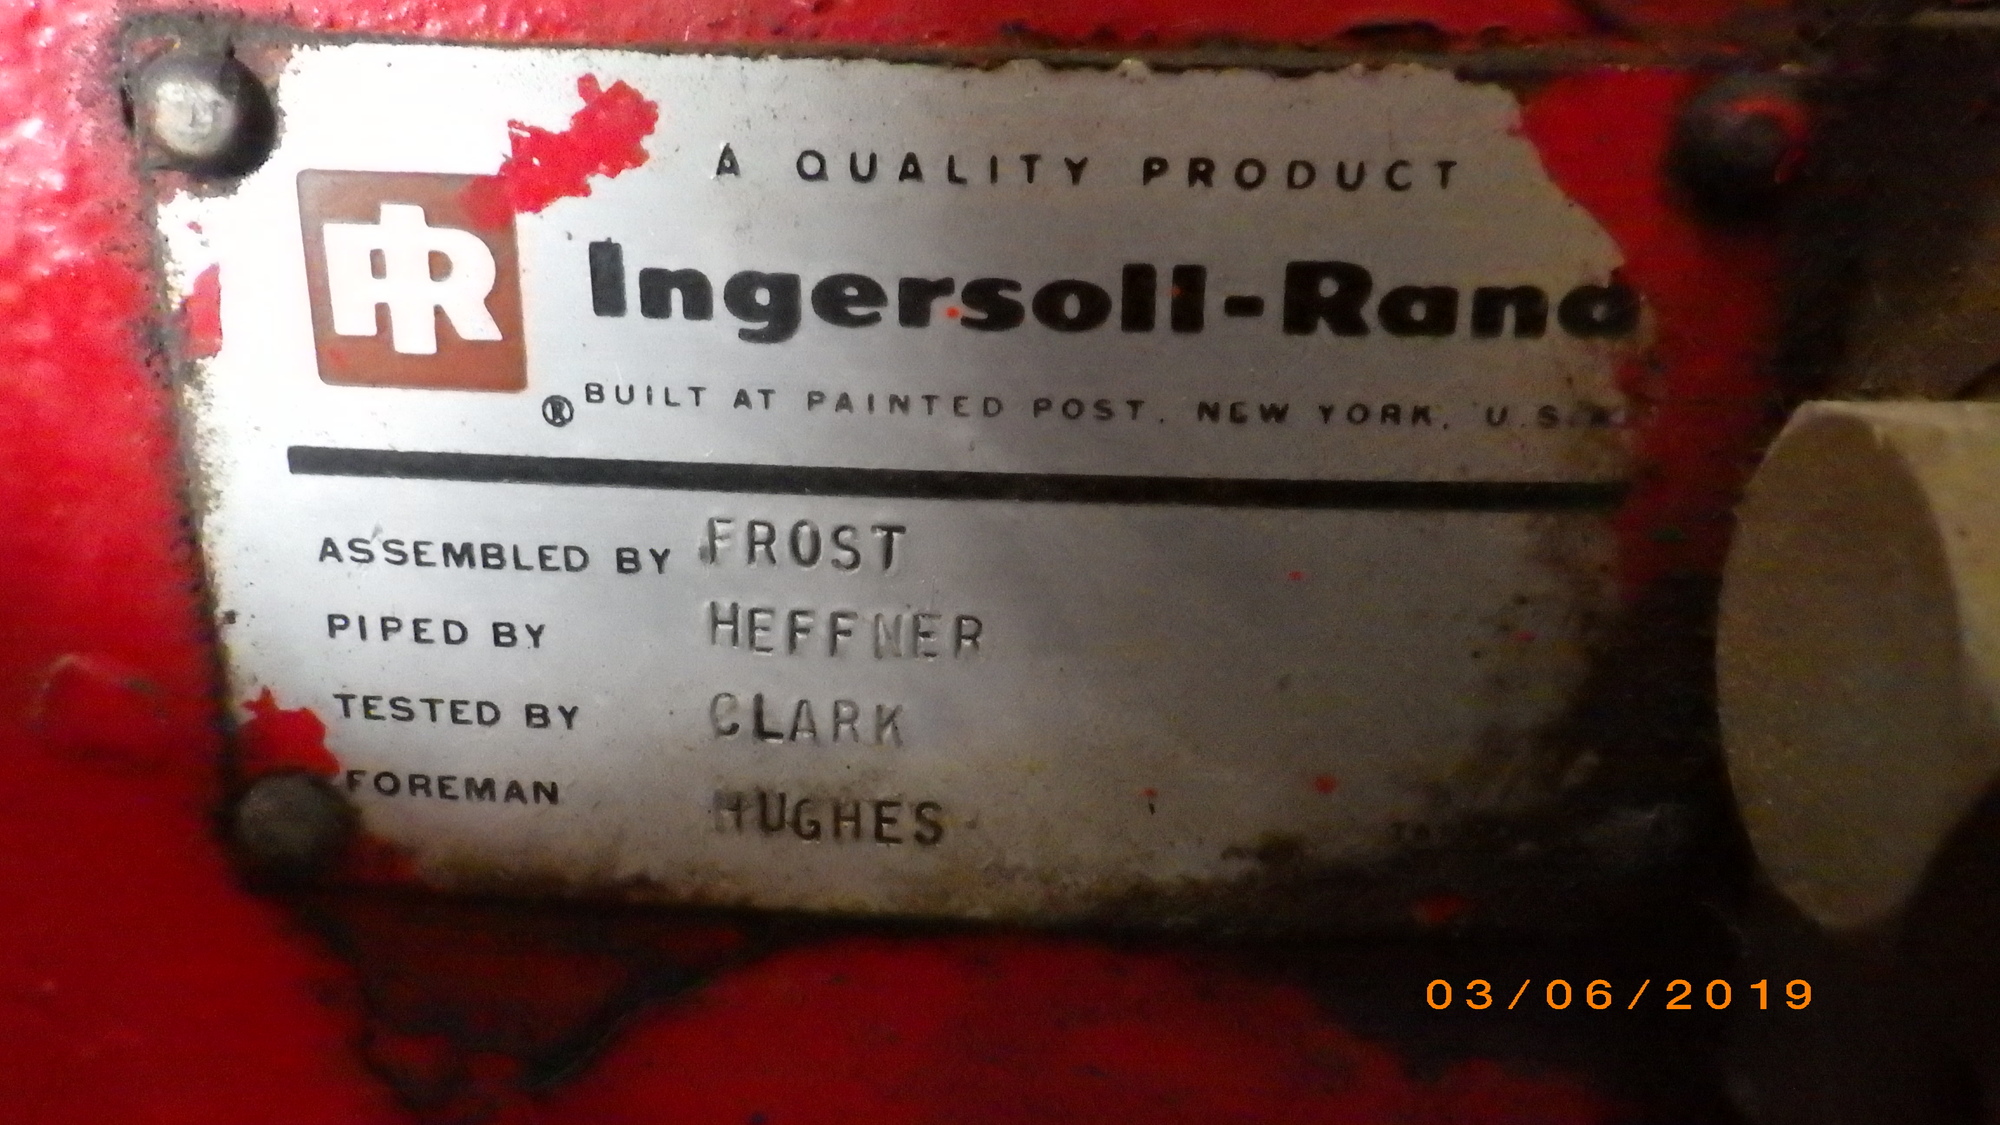 A QUALITY PRODUCT
IR
Ingersoll-Rand
® BUILT AT PAINTED POST, NEW YORK, U.S.A.
ASSEMBLED BY FROST
PIPED BY HEFFNER
TESTED BY CLARK
FOREMAN HUGHES
03/06/2019